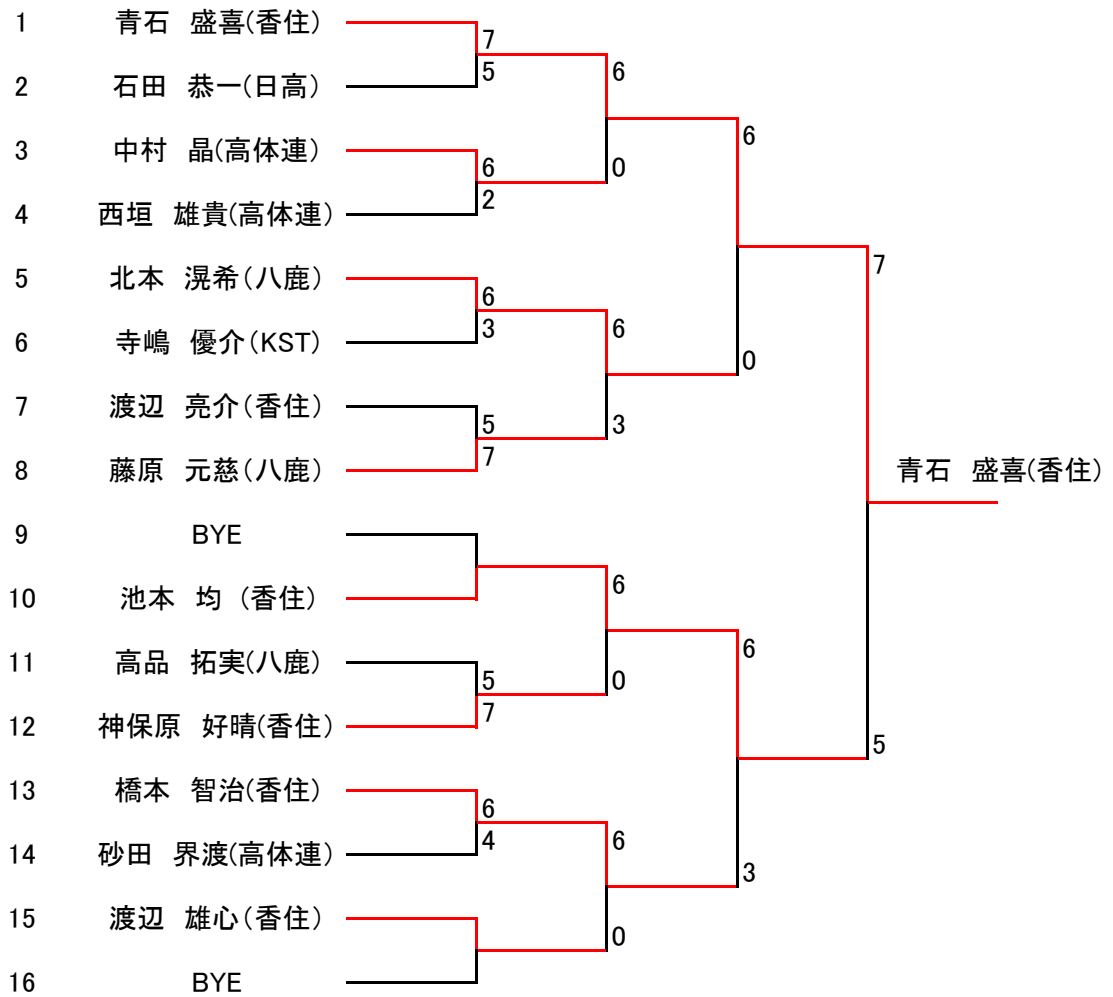 1 青石 盛喜(香住)
7
5
6
2 石田 恭一(日高)
6
3 中村 晶(高体連)
6
2
0
4 西垣 雄貴(高体連)
7
5 北本 滉希(八鹿)
6
3
6
6 寺嶋 優介(KST)
0
7 渡辺 亮介(香住)
5
7
3
8 藤原 元慈(八鹿)
青石 盛喜(香住)
9 BYE
6
10 池本 均 (香住)
6
11 高品 拓実(八鹿)
5
7
0
12 神保原 好晴(香住)
5
13 橋本 智治(香住)
6
4
6
14 砂田 界渡(高体連)
3
15 渡辺 雄心(香住)
0
16 BYE